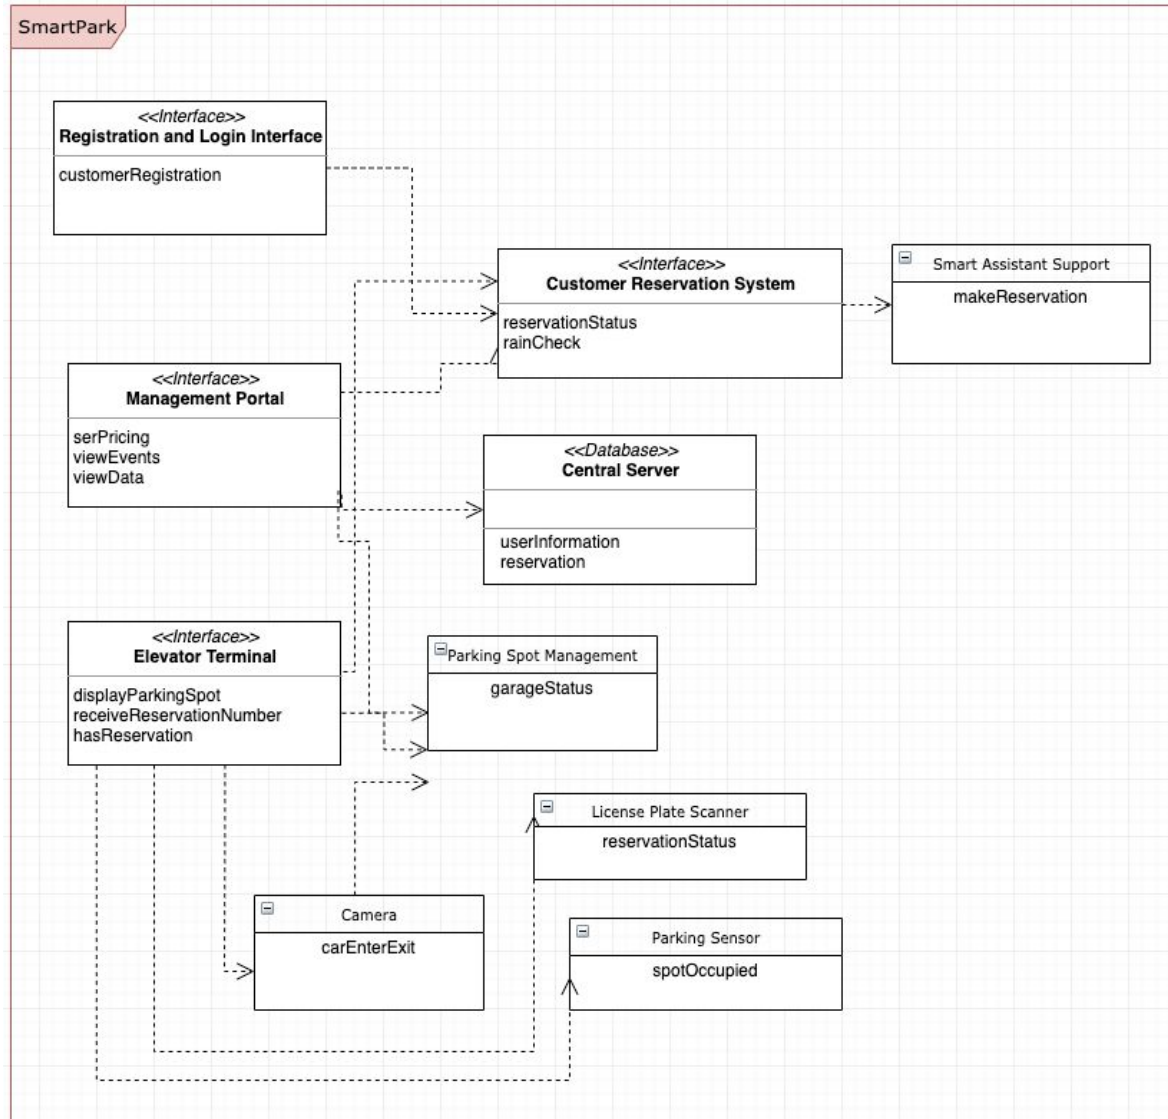 SmartPark
<<Interface>>
Registration and Login Interface
customerRegistration
<<Interface>>
Customer Reservation System
reservationStatus
rainCheck
Smart Assistant Support
makeReservation
<<Interface>>
Management Portal
serPricing
viewEvents
viewData
<<Database>>
Central Server
userInformation
reservation
<<Interface>>
Elevator Terminal
displayParkingSpot
receiveReservationNumber
hasReservation
Parking Spot Management
garageStatus
License Plate Scanner
reservationStatus
Camera
carEnterExit
Parking Sensor
spotOccupied